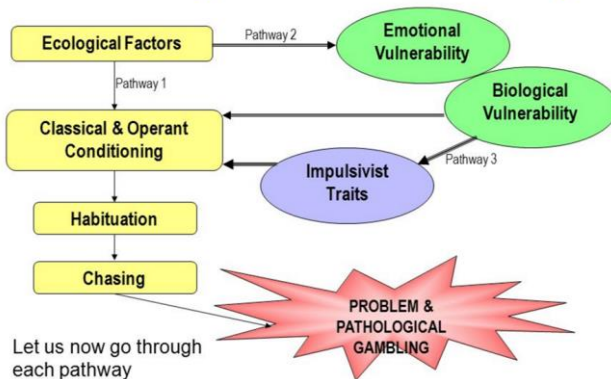 Ecological Factors
Pathway 2
Emotional
Vulnerability
Pathway 1
Biological
Vulnerability
Classical & Operant
Conditioning
Pathway 3
Impulsivist
Traits
Habituation
Chasing
PROBLEM &
PATHOLOGICAL
GAMBLING
Let us now go through
each pathway